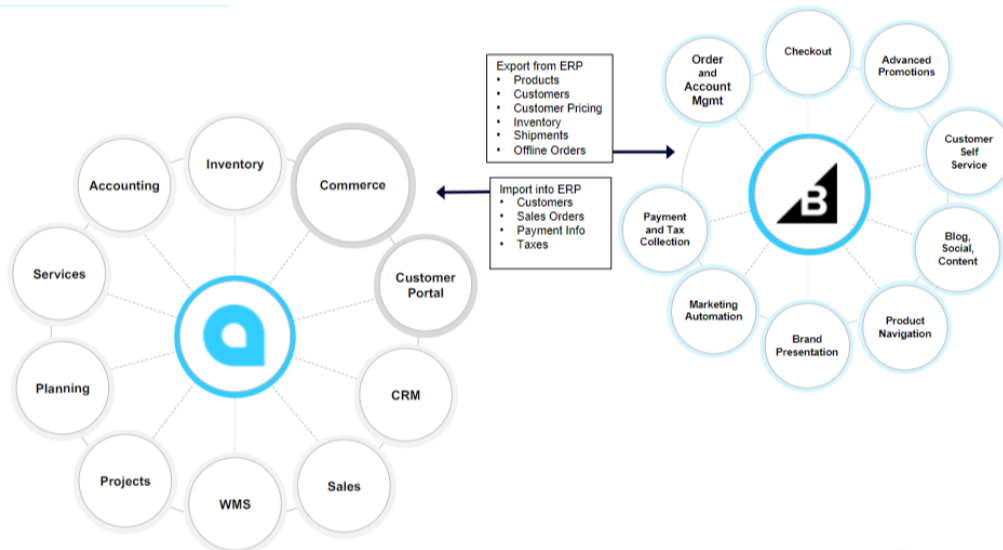 Export from ERP
• Products
• Customers
• Customer Pricing
• Inventory
• Shipments
• Offline Orders
Import into ERP
• Customers
• Sales Orders
• Payment Info
• Taxes
Inventory
Commerce
Customer
Portal
CRM
Sales
WMS
Projects
Planning
Services
Accounting
a
Checkout
Advanced
Promotions
Customer
Self
Service
Blog,
Social,
Content
Product
Navigation
Brand
Presentation
Marketing
Automation
Payment
and Tax
Collection
Order
and
Account
Mgmt
B